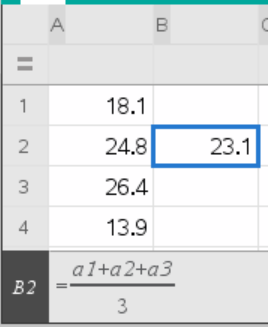 A B C
=
1 18.1
2 24.8 23.1
3 26.4
4 13.9
B2 =a1+a2+a3
3